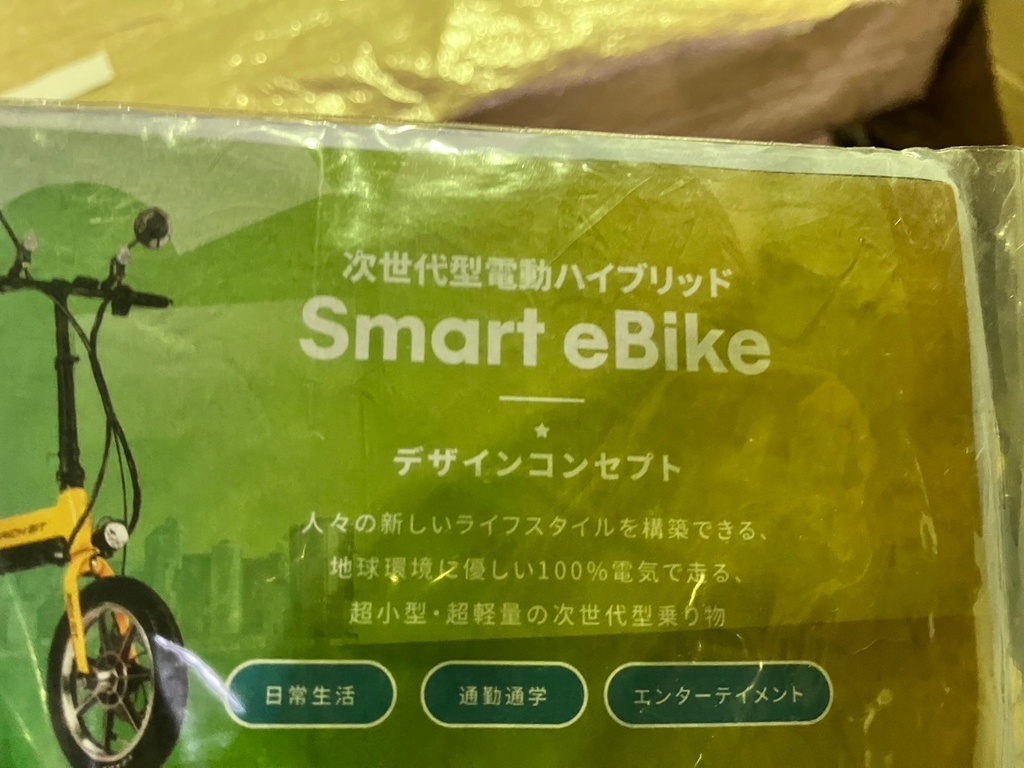 次世代型電動ハイブリッド
Smart eBike
デザインコンセプト
人々の新しいライフスタイルを構築できる、
地球環境に優しい100%電気で走る、
超小型・超軽量の次世代型乗り物
日常生活
通勤通学
エンターテイメント